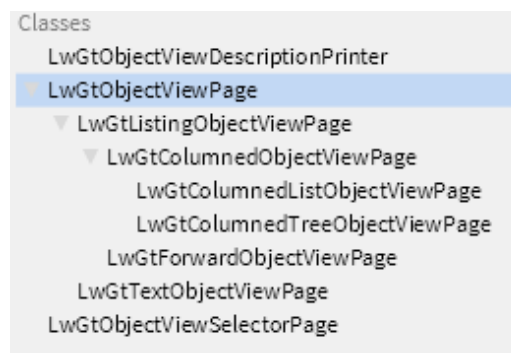 Classes
LwGtObjectViewDescriptionPrinter
LwGtObjectViewPage
LwGtListingObjectViewPage
LwGtColumnedObjectViewPage
LwGtColumnedListObjectViewPage
LwGtColumnedTreeObjectViewPage
LwGtForwardObjectViewPage
LwGtTextObjectViewPage
LwGtObjectViewSelectorPage